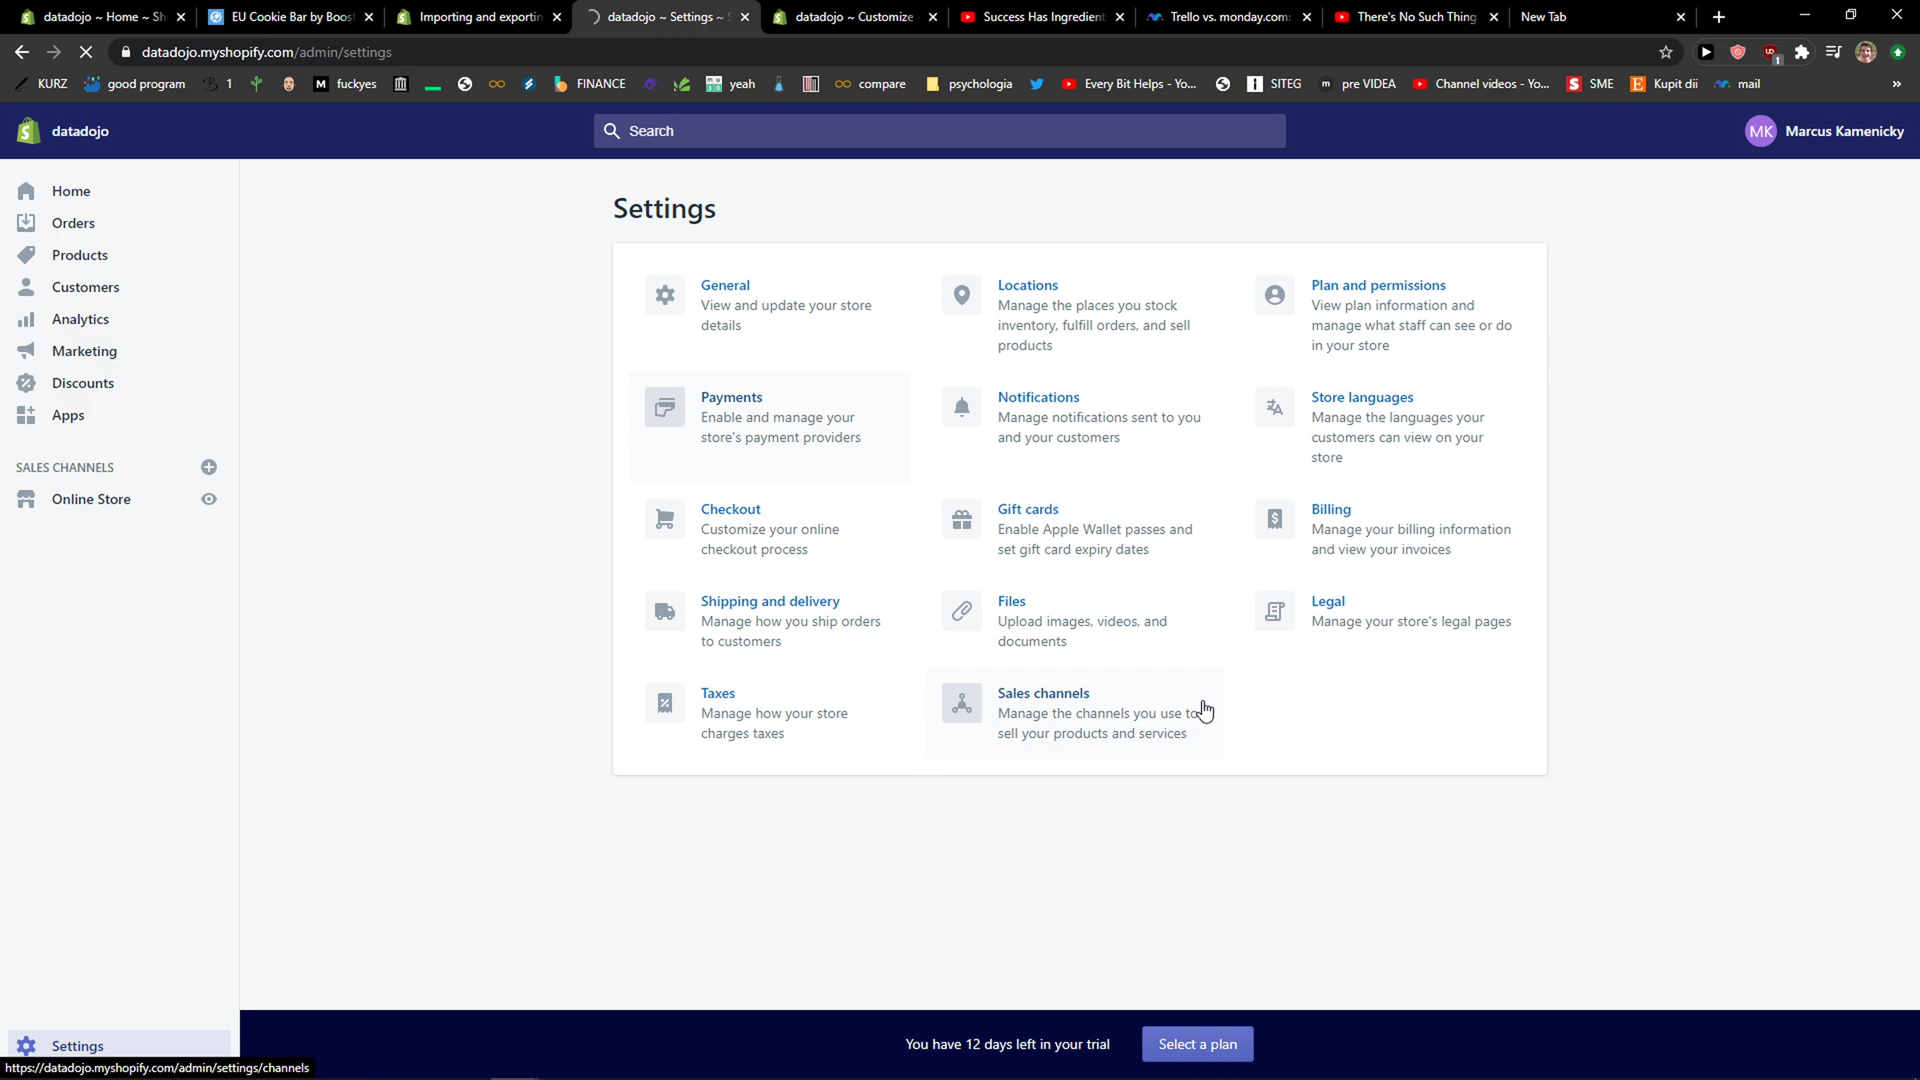 datadojo ~ Home ~ Sh
EU Cookie Bar by Boost
Importing and exportin
datadojo ~ Settings ~ S
datadojo ~ Customize
Success Has Ingredient
Trello vs. monday.com:
There's No Such Thing
New Tab
datadojo.myshopify.com/admin/settings
KURZ
good program
1
fuckyes
FINANCE
yeah
compare
psychologia
Every Bit Helps - Yo...
SITEG
pre VIDEA
Channel videos - Yo...
SME
Kupit dii
mail
»
datadojo
Search
MK
Marcus Kamenicky
Home
Orders
Products
Customers
Analytics
Marketing
Discounts
Apps
SALES CHANNELS
Online Store
Settings
Settings
General
View and update your store
details
Locations
Manage the places you stock
inventory, fulfill orders, and sell
products
Plan and permissions
View plan information and
manage what staff can see or do
in your store
Payments
Enable and manage your
store's payment providers
Notifications
Manage notifications sent to you
and your customers
Store languages
Manage the languages your
customers can view on your
store
Checkout
Customize your online
checkout process
Gift cards
Enable Apple Wallet passes and
set gift card expiry dates
Billing
Manage your billing information
and view your invoices
Shipping and delivery
Manage how you ship orders
to customers
Files
Upload images, videos, and
documents
Legal
Manage your store's legal pages
Taxes
Manage how your store
charges taxes
Sales channels
Manage the channels you use to
sell your products and services
You have 12 days left in your trial
Select a plan
https://datadojo.myshopify.com/admin/settings/channels